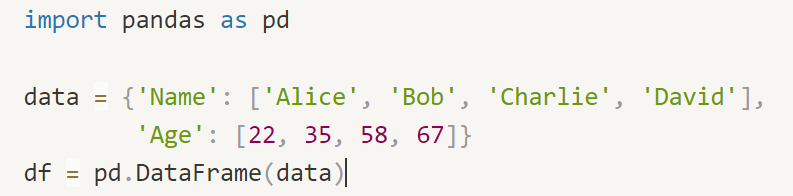 import pandas as pd
data = {'Name': ['Alice', 'Bob', 'Charlie', 'David'],
        'Age': [22, 35, 58, 67]}
df = pd.DataFrame(data)